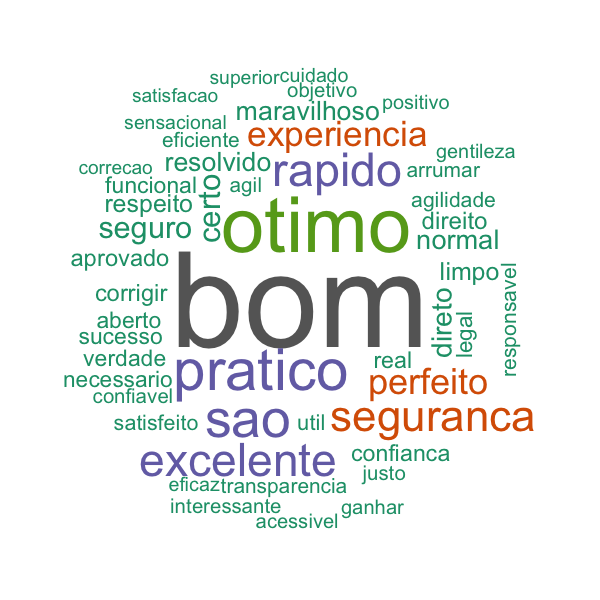 superior cuidado
satisfacao objetivo
maravilhoso positivo
sensacional experiencia
eficiente gentileza
correcao resolvido rapido arrumar
funcional agil certo agilidade
respeito otimo direito
seguro normal
aprovado bom limpo
corrigir direto responsavel
aberto legal
sucesso
verdade pratico real
necessario perfeito
confiavel
satisfeito sao util seguranca
excelente confianca
justo
eficaz transparencia
interessante ganhar
acessivel